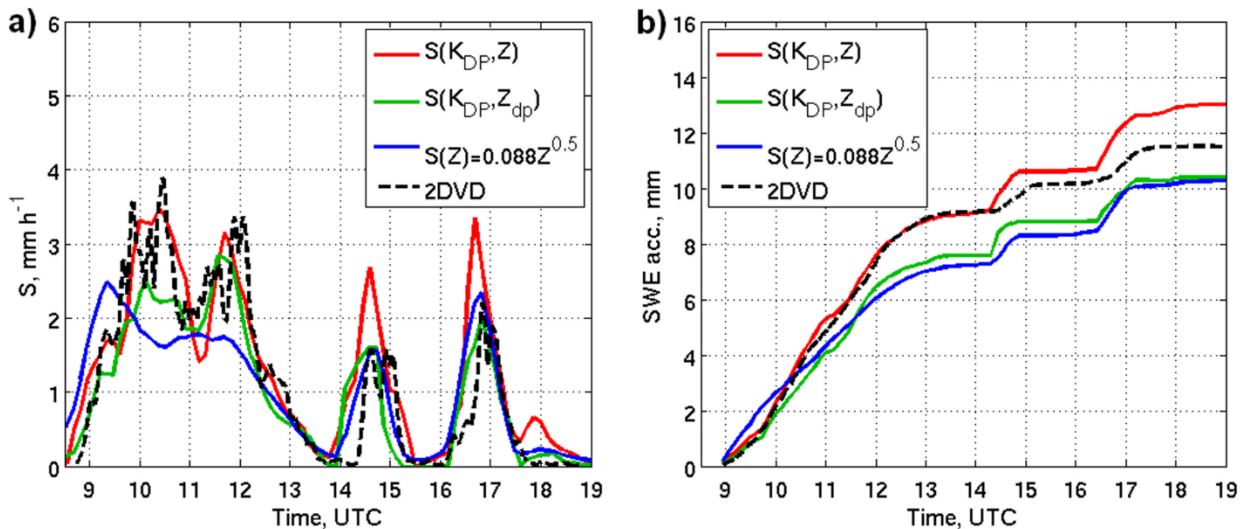 a)
S, mm h⁻¹
6
5
4
3
2
1
0
S(K_DP,Z)
S(K_DP,Z_dp)
S(Z)=0.088Z^0.5
2DVD
9 10 11 12 13 14 15 16 17 18 19
Time, UTC
b)
SWE acc., mm
16
14
12
10
8
6
4
2
0
S(K_DP,Z)
S(K_DP,Z_dp)
S(Z)=0.088Z^0.5
2DVD
9 10 11 12 13 14 15 16 17 18 19
Time, UTC